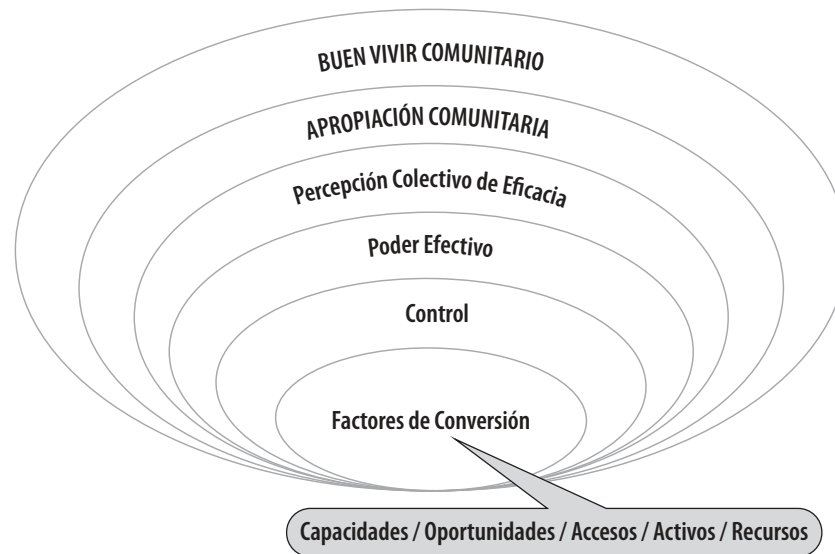 BUEN VIVIR COMUNITARIO
APROPIACIÓN COMUNITARIA
Percepción Colectivo de Eficacia
Poder Efectivo
Control
Factores de Conversión
Capacidades / Oportunidades / Accesos / Activos / Recursos